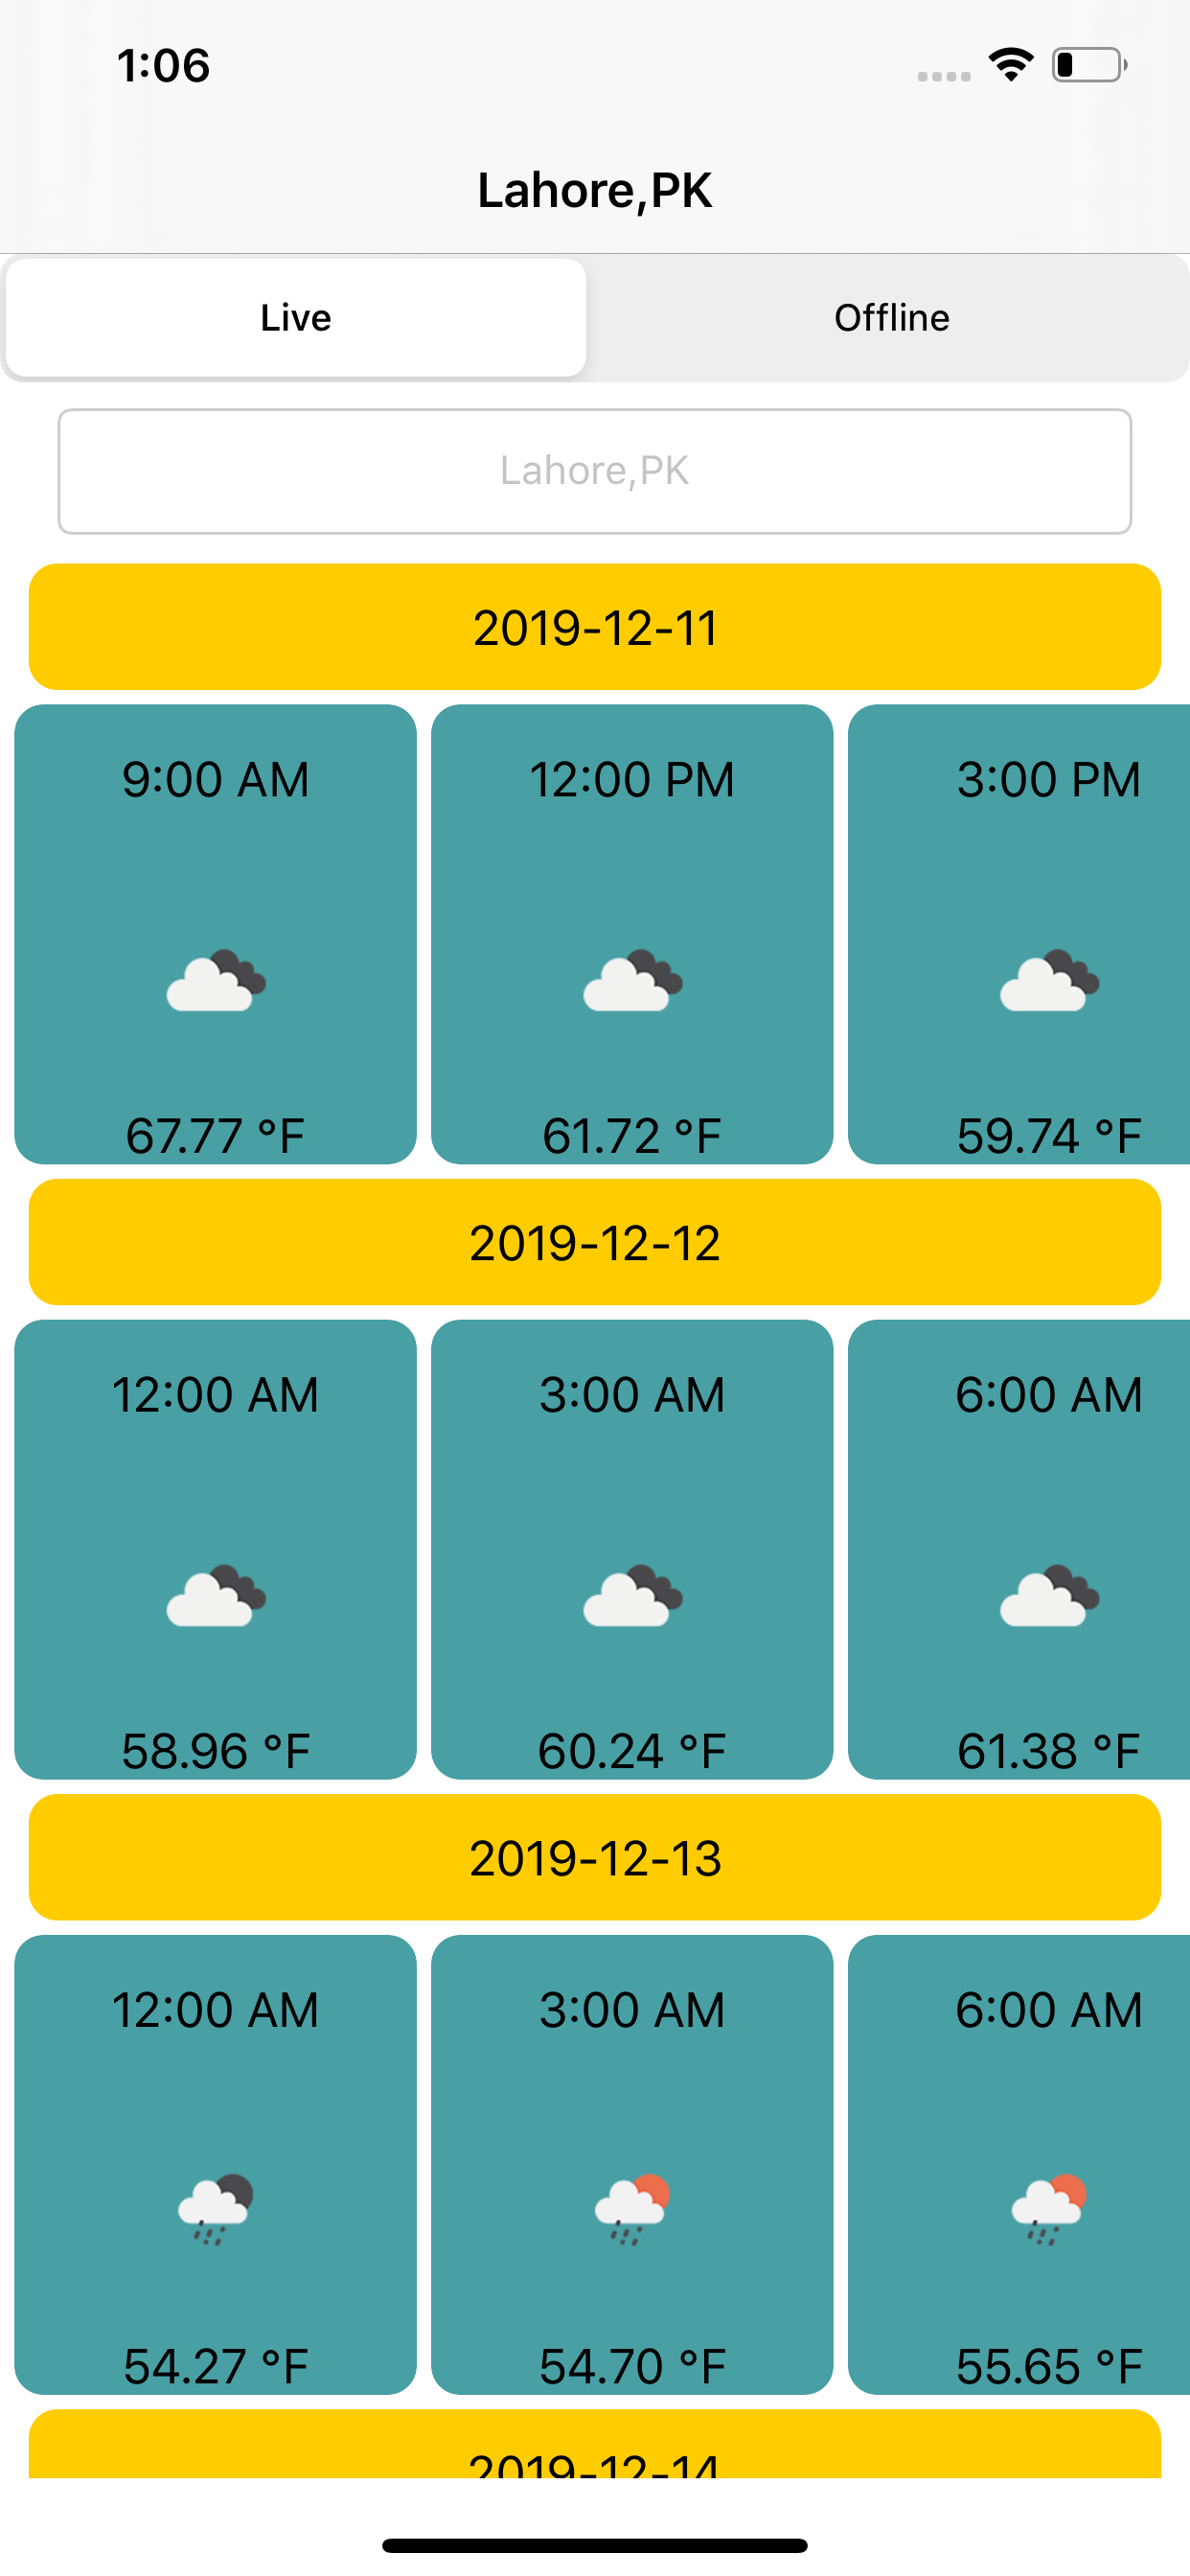 1:06
Lahore,PK
Live Offline
Lahore,PK
2019-12-11
9:00 AM 12:00 PM 3:00 PM
67.77 °F 61.72 °F 59.74 °F
2019-12-12
12:00 AM 3:00 AM 6:00 AM
58.96 °F 60.24 °F 61.38 °F
2019-12-13
12:00 AM 3:00 AM 6:00 AM
54.27 °F 54.70 °F 55.65 °F
2019-12-14